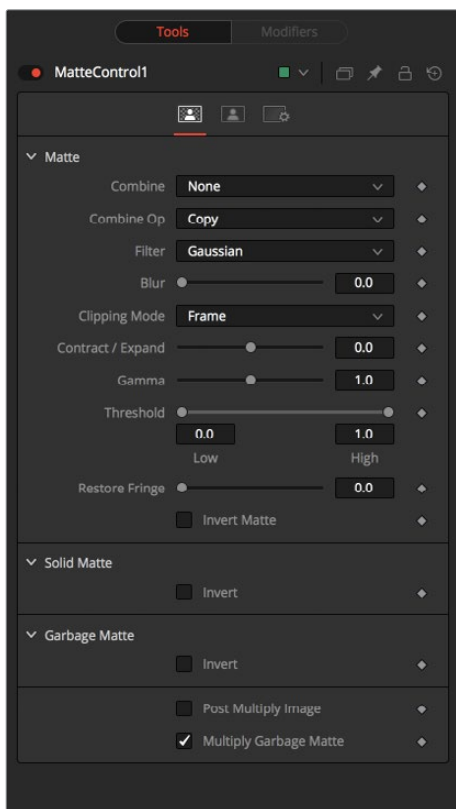 Tools Modifiers
MatteControl1
Matte
Combine None
Combine Op Copy
Filter Gaussian
Blur 0.0
Clipping Mode Frame
Contract / Expand 0.0
Gamma 1.0
Threshold
0.0 1.0
Low High
Restore Fringe 0.0
Invert Matte
Solid Matte
Invert
Garbage Matte
Invert
Post Multiply Image
Multiply Garbage Matte